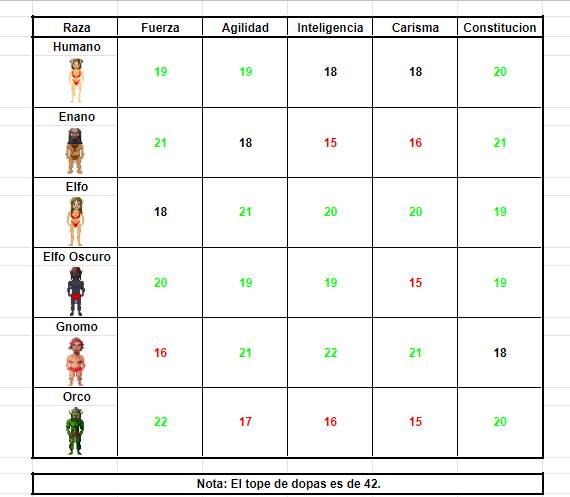 Raza Fuerza Agilidad Inteligencia Carisma Constitucion
Humano 19 19 18 18 20
Enano 21 18 15 16 21
Elfo 18 21 20 20 19
Elfo Oscuro 20 19 19 15 19
Gnomo 16 21 22 21 18
Orco 22 17 16 15 20
Nota: El tope de dopas es de 42.